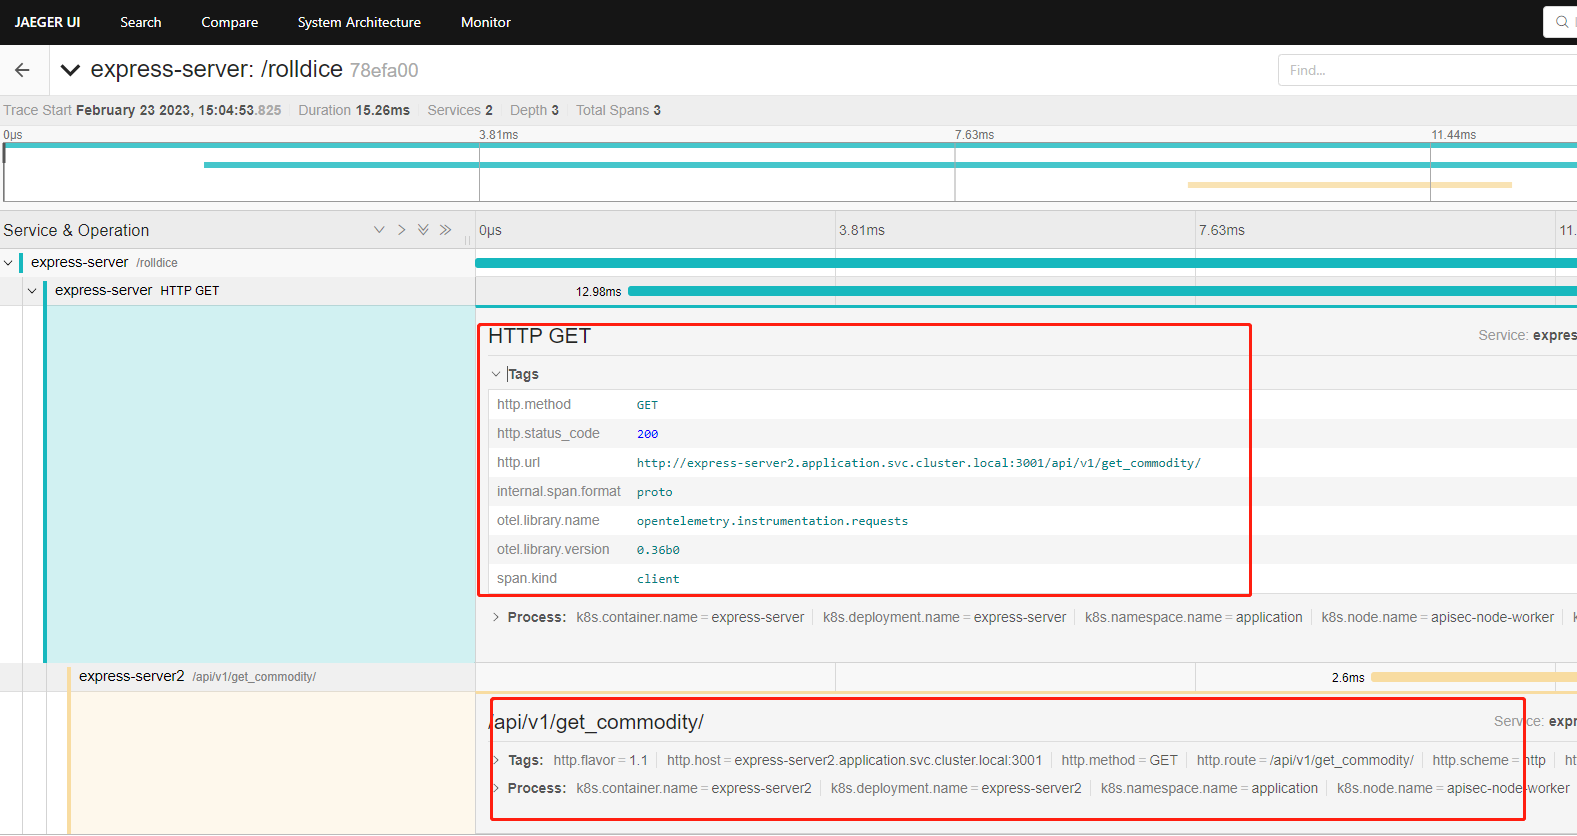 JAEGER UI Search Compare System Architecture Monitor
express-server: /rolldice 78efa00
Find...
Trace Start February 23 2023, 15:04:53.825 Duration 15.26ms Services 2 Depth 3 Total Spans 3
0μs 3.81ms 7.63ms 11.44ms
Service & Operation 0μs 3.81ms 7.63ms 11.
express-server /rolldice
express-server HTTP GET 12.98ms
HTTP GET Service: expres
Tags
http.method GET
http.status_code 200
http.url http://express-server2.application.svc.cluster.local:3001/api/v1/get_commodity/
internal.span.format proto
otel.library.name opentelemetry.instrumentation.requests
otel.library.version 0.36b0
span.kind client
Process: k8s.container.name = express-server k8s.deployment.name = express-server k8s.namespace.name = application k8s.node.name = apisec-node-worker
express-server2 /api/v1/get_commodity/ 2.6ms
/api/v1/get_commodity/ Service: expr
Tags: http.flavor = 1.1 http.host = express-server2.application.svc.cluster.local:3001 http.method = GET http.route = /api/v1/get_commodity/ http.scheme = http ht
Process: k8s.container.name = express-server2 k8s.deployment.name = express-server2 k8s.namespace.name = application k8s.node.name = apisec-node-worker